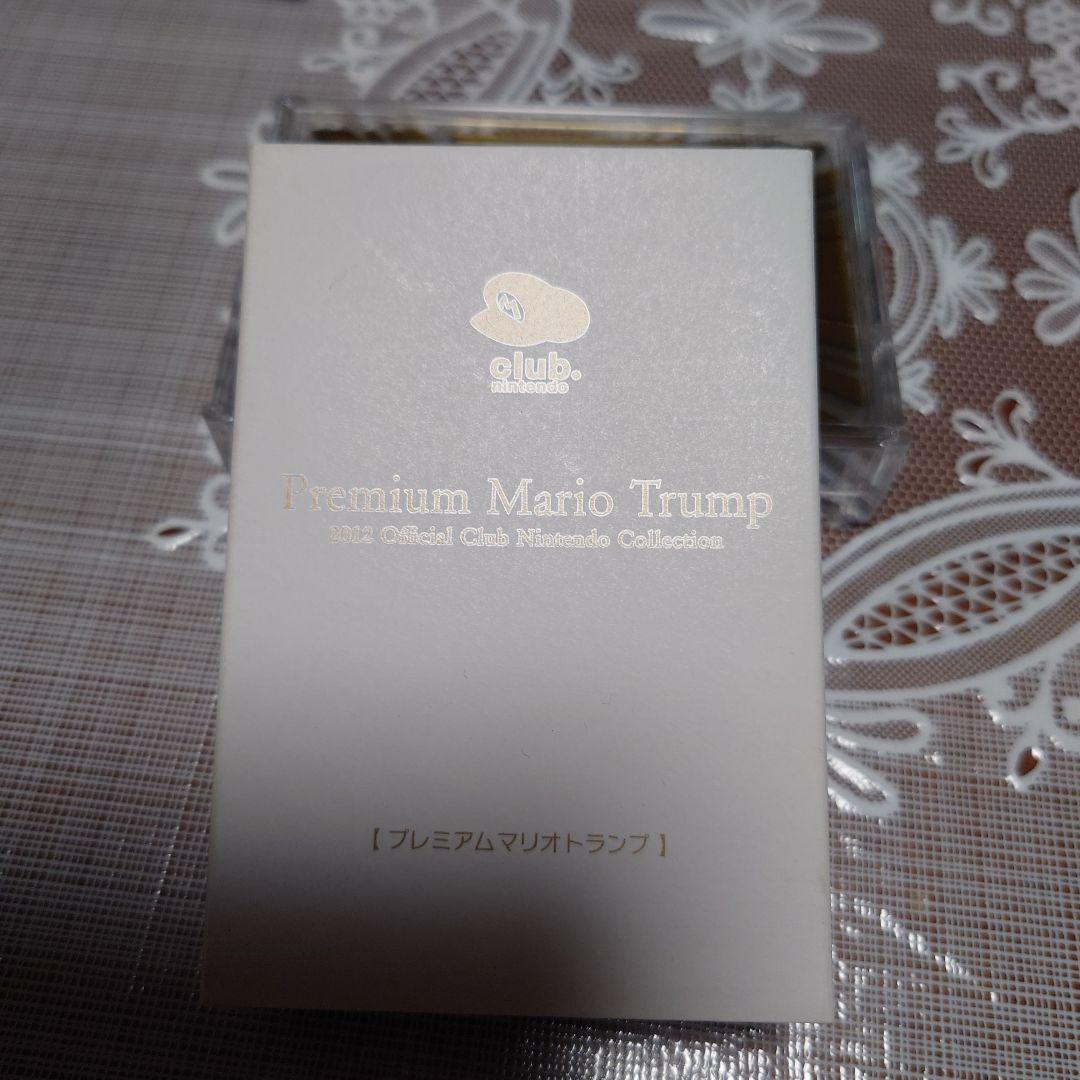 M
club.
nintendo
Premium Mario Trump
2012 Official Club Nintendo Collection
【プレミアムマリオトランプ】